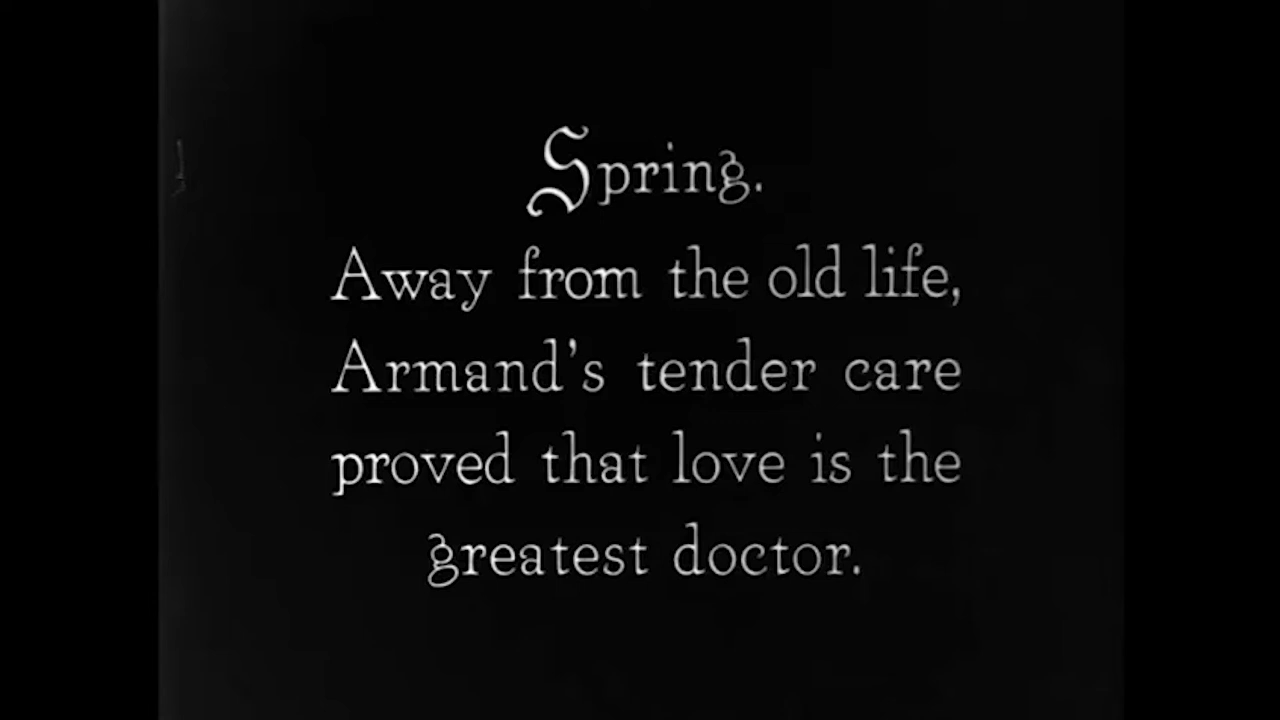 Spring.
Away from the old life,
Armand's tender care
proved that love is the
greatest doctor.